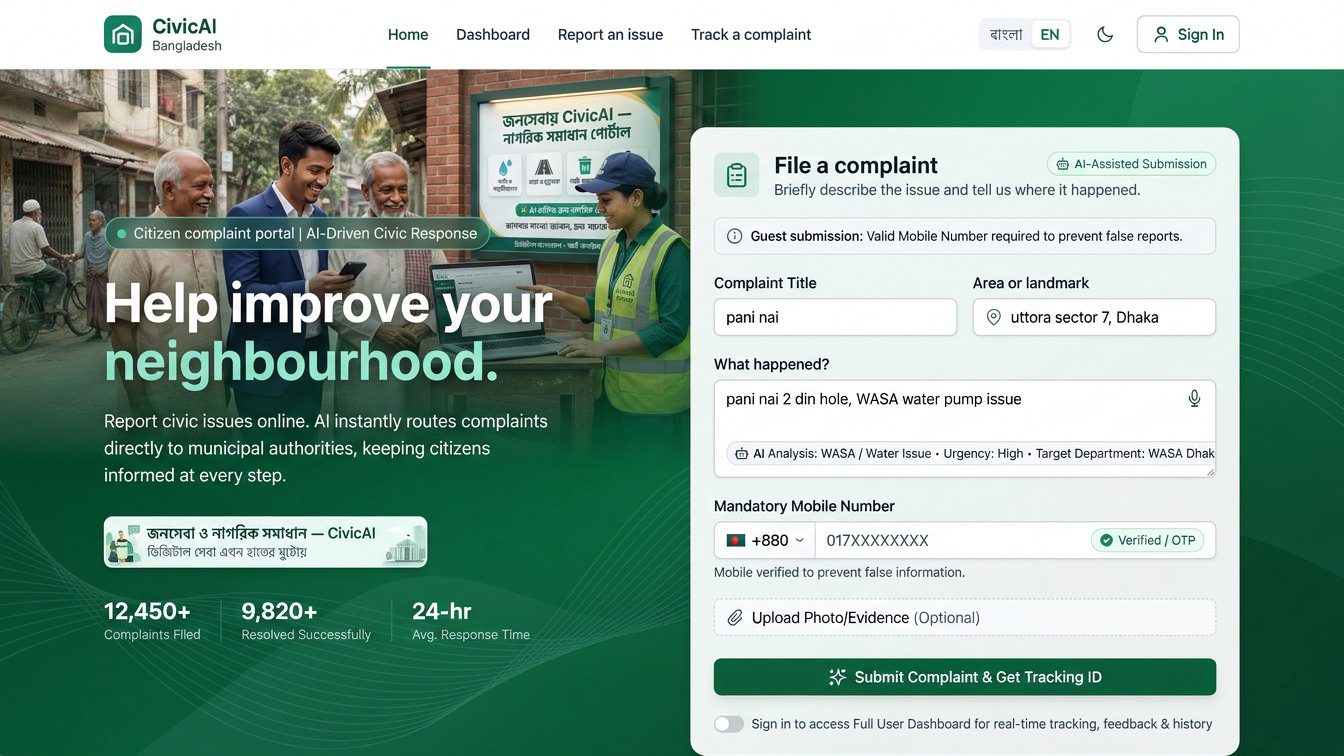 CivicAI
Bangladesh
Home
Dashboard
Report an issue
Track a complaint
বাংলা
EN
Sign In
জনসেবায় CivicAI —
নাগরিক সমাধান পোর্টাল
Citizen complaint portal | AI-Driven Civic Response
Help improve your
neighbourhood.
Report civic issues online. AI instantly routes complaints
directly to municipal authorities, keeping citizens
informed at every step.
জনসেবা ও নাগরিক সমাধান — CivicAI
ডিজিটাল সেবা এখন হাতের মুঠোয়
12,450+
Complaints Filed
9,820+
Resolved Successfully
24-hr
Avg. Response Time
File a complaint
AI-Assisted Submission
Briefly describe the issue and tell us where it happened.
Guest submission: Valid Mobile Number required to prevent false reports.
Complaint Title
Area or landmark
pani nai
uttora sector 7, Dhaka
What happened?
pani nai 2 din hole, WASA water pump issue
AI Analysis: WASA / Water Issue • Urgency: High • Target Department: WASA Dhak
Mandatory Mobile Number
+880
017XXXXXXXX
Verified / OTP
Mobile verified to prevent false information.
Upload Photo/Evidence (Optional)
Submit Complaint & Get Tracking ID
Sign in to access Full User Dashboard for real-time tracking, feedback & history